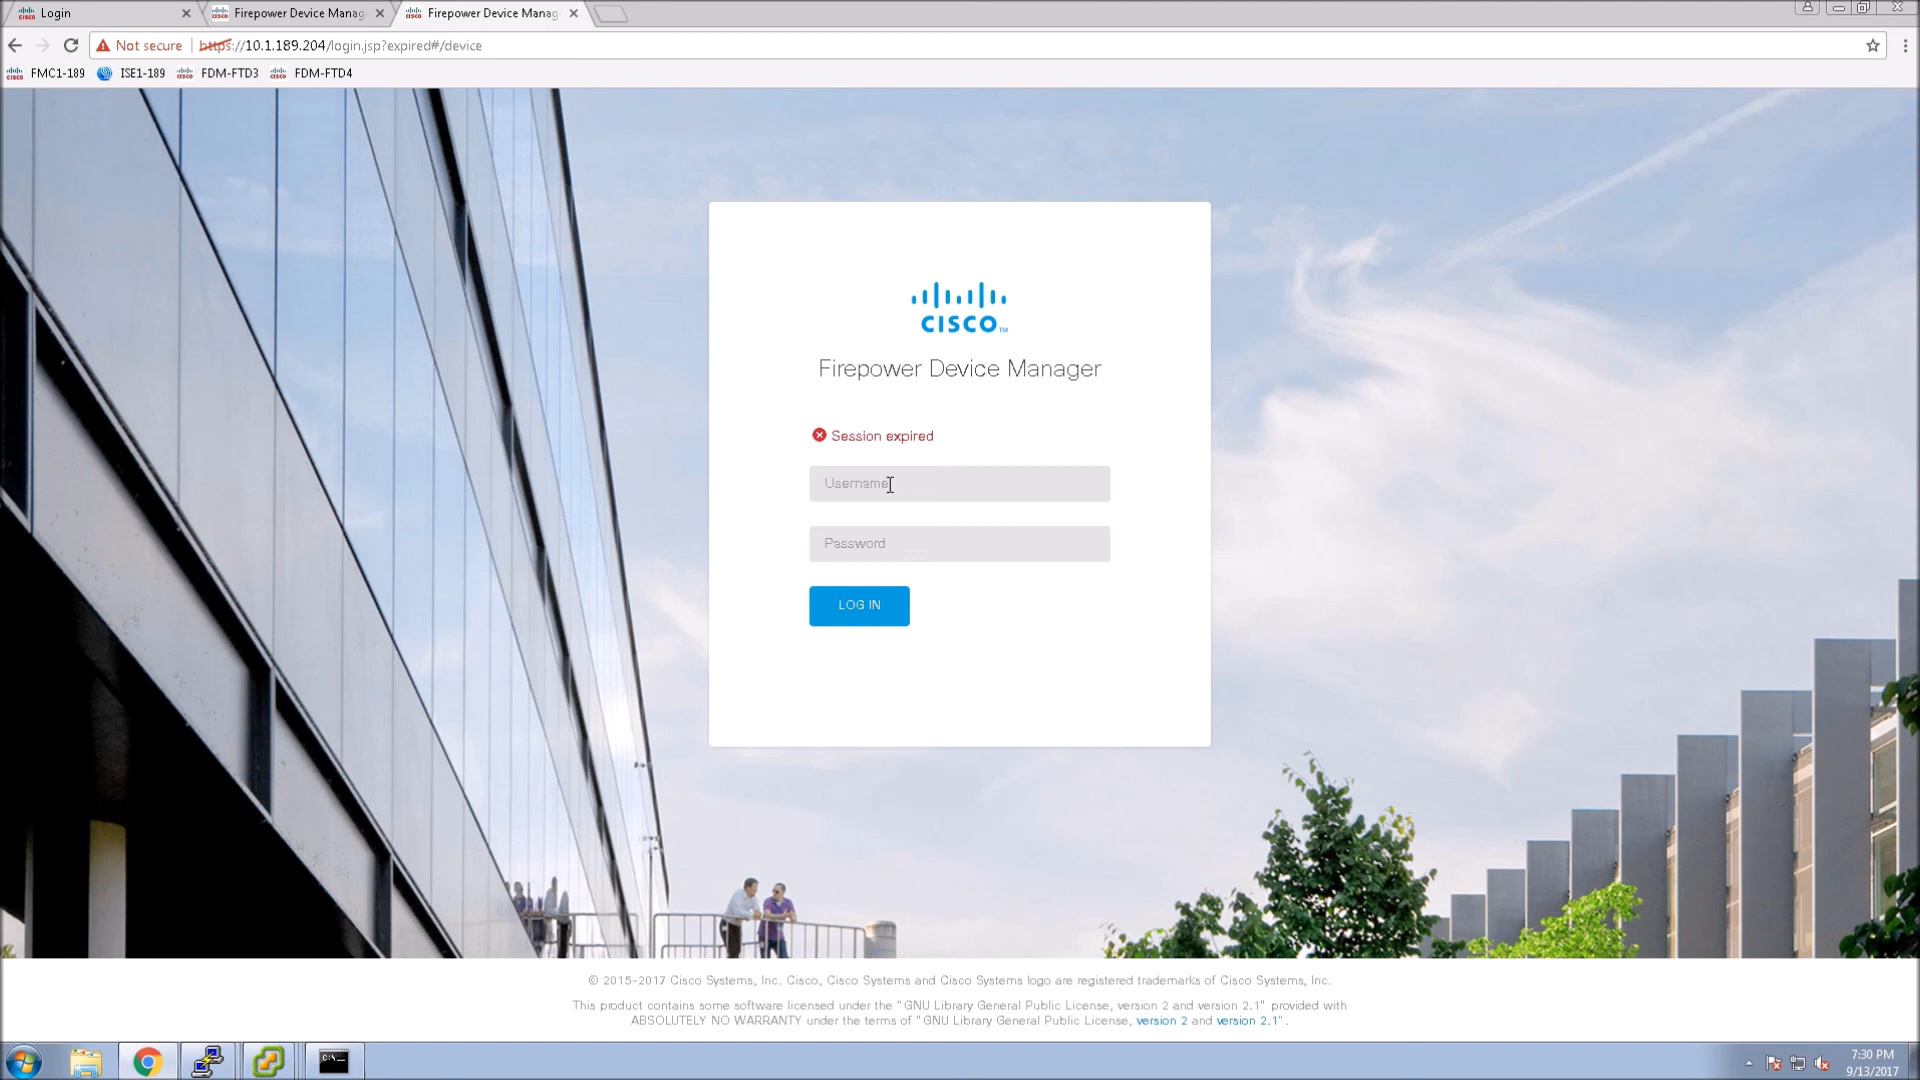 Login
Firepower Device Manag
Firepower Device Manag
Not secure
https://10.1.189.204/login.jsp?expired#/device
FMC1-189
ISE1-189
FDM-FTD3
FDM-FTD4
CISCO™
Firepower Device Manager
Session expired
Username
Password
LOG IN
© 2015-2017 Cisco Systems, Inc. Cisco, Cisco Systems and Cisco Systems logo are registered trademarks of Cisco Systems, Inc.
This product contains some software licensed under the "GNU Library General Public License, version 2 and version 2.1" provided with
ABSOLUTELY NO WARRANTY under the terms of "GNU Library General Public License, version 2 and version 2.1".
7:30 PM
9/13/2017